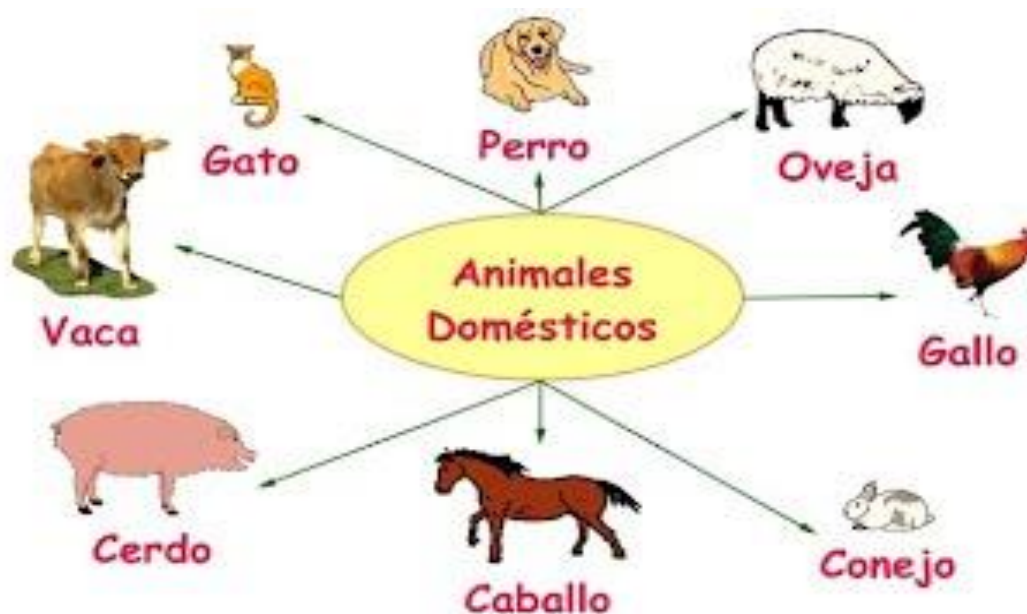 Gato
Perro
Oveja
Vaca
Animales
Domésticos
Gallo
Cerdo
Caballo
Conejo